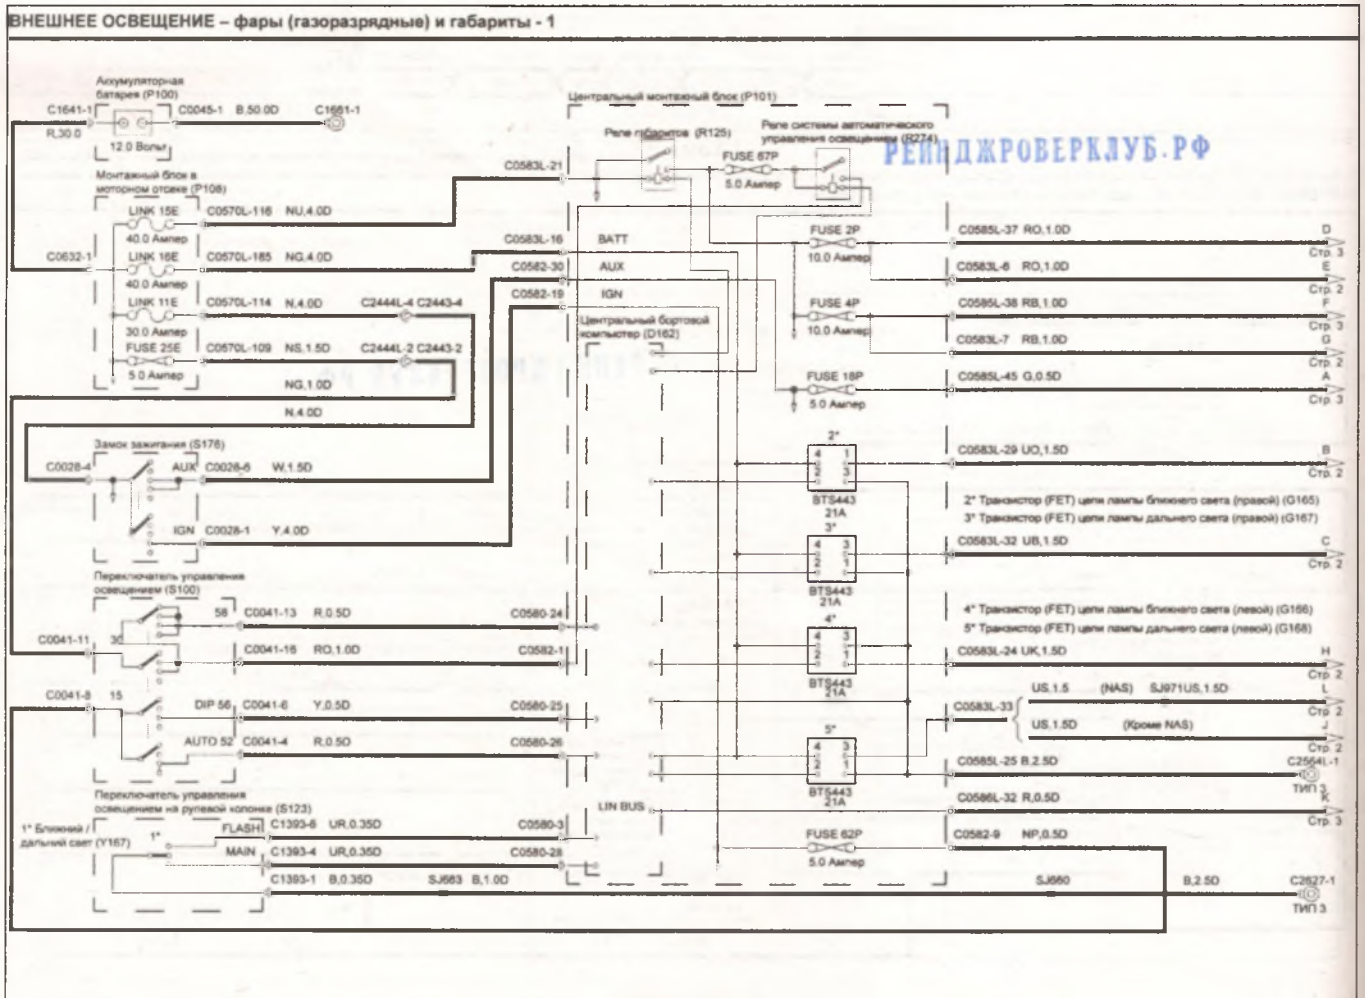 ВНЕШНЕЕ ОСВЕЩЕНИЕ – фары (газоразрядные) и габариты - 1
Аккумуляторная
батарея (P100)
C1641-1
C0045-1 B,50.0D C1661-1
R,30.0
12.0 Вольт
Монтажный блок в
моторном отсеке (P108)
LINK 15E C0570L-116 NU,4.0D
40.0 Ампер
C0632-1
LINK 16E C0570L-185 NG,4.0D
40.0 Ампер
LINK 11E C0570L-114 N,4.0D C2444L-4 C2443-4
30.0 Ампер
FUSE 25E C0570L-109 NS,1.5D C2444L-2 C2443-2
5.0 Ампер
NG,1.0D
N,4.0D
Замок зажигания (S176)
C0028-4
AUX C0028-6 W,1.5D
IGN C0028-1 Y,4.0D
Переключатель управления
освещением (S100)
58 C0041-13 R,0.5D C0580-24
C0041-11 30
C0041-16 RO,1.0D C0582-1
C0041-8 15
DIP 56 C0041-6 Y,0.5D C0580-25
AUTO 52 C0041-4 R,0.5D C0580-26
Переключатель управления
освещением на рулевой колонке (S123)
1* Ближний /
дальний свет (Y167)
1*
FLASH C1393-6 UR,0.35D C0580-3
MAIN C1393-4 UR,0.35D C0580-28
C1393-1 B,0.35D SJ683 B,1.0D
Центральный монтажный блок (P101)
Реле габаритов (R125)
Реле системы автоматического
управления освещением (R274)
РЕЙНДЖРОВЕРКЛУБ.РФ
C0583L-21
FUSE 67P
5.0 Ампер
C0583L-16 BATT
C0582-30 AUX
C0582-19 IGN
Центральный бортовой
компьютер (D162)
FUSE 2P
10.0 Ампер
FUSE 4P
10.0 Ампер
FUSE 18P
5.0 Ампер
C0585L-37 RO,1.0D D
Стр. 3
C0583L-6 RO,1.0D E
Стр. 2
C0585L-38 RB,1.0D F
Стр. 3
C0583L-7 RB,1.0D G
Стр. 2
C0585L-45 G,0.5D A
Стр. 3
2*
4 1
2 3
BTS443
21A
C0583L-29 UO,1.5D B
Стр. 2
2* Транзистор (FET) цепи лампы ближнего света (правой) (G165)
3* Транзистор (FET) цепи лампы дальнего света (правой) (G167)
3*
4 3
2 1
BTS443
21A
C0583L-32 UB,1.5D C
Стр. 2
4* Транзистор (FET) цепи лампы ближнего света (левой) (G166)
5* Транзистор (FET) цепи лампы дальнего света (левой) (G168)
4*
4 3
2 1
BTS443
21A
C0583L-24 UK,1.5D H
Стр. 2
US,1.5 (NAS) SJ971US,1.5D L
Стр. 2
C0583L-33
US,1.5D (Кроме NAS) J
Стр. 2
5*
4 3
2 1
BTS443
21A
C0585L-25 B,2.5D C2564L-1
ТИП 3
LIN BUS
C0586L-32 R,0.5D K
Стр. 3
FUSE 62P
5.0 Ампер
C0582-9 NP,0.5D
SJ660 B,2.5D C2627-1
ТИП 3